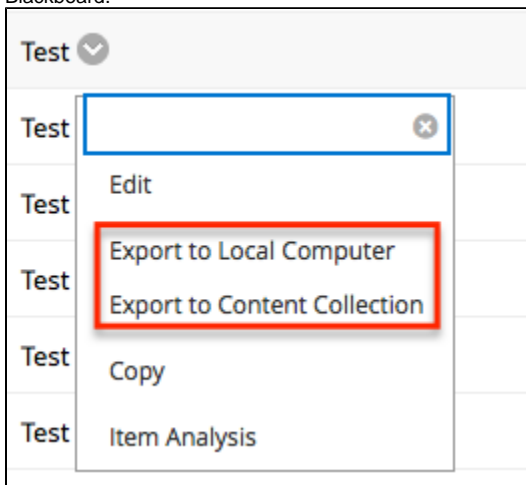 Blackboard.
Test
Test
Edit
Test
Export to Local Computer
Test
Export to Content Collection
Test
Copy
Test
Item Analysis